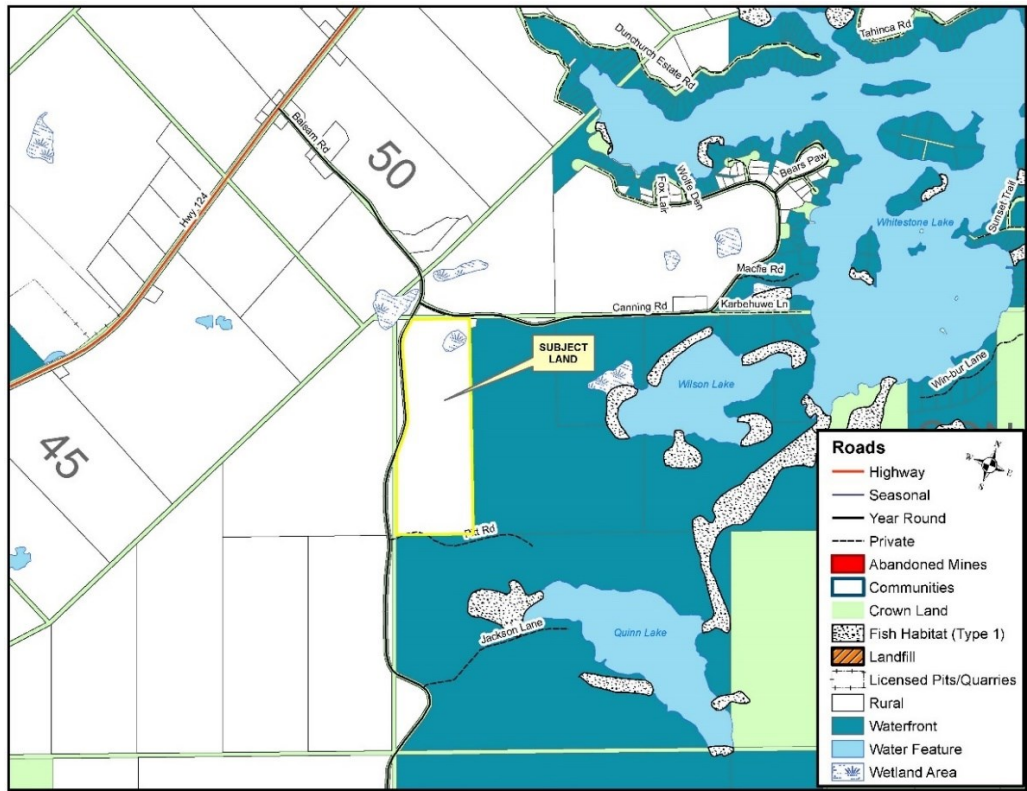 Tahinca Rd
Dunchurch Estate Rd
Balsam Rd
50
Hwy 124
Bears Paw
Wolfe Den
Fox Lair
Whitestone Lake
Sunset Trail
Macfie Rd
Canning Rd
Karbehuwe Ln
SUBJECT
LAND
Wilson Lake
Win-bur Lane
45
Pit Rd
Jackson Lane
Quinn Lake
Roads
N
E
S
Highway
Seasonal
Year Round
Private
Abandoned Mines
Communities
Crown Land
Fish Habitat (Type 1)
Landfill
Licensed Pits/Quarries
Rural
Waterfront
Water Feature
Wetland Area